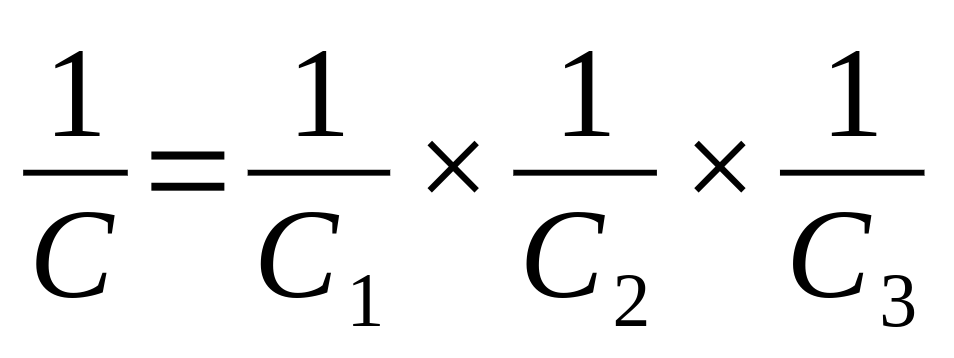 1/C = 1/C₁ × 1/C₂ × 1/C₃